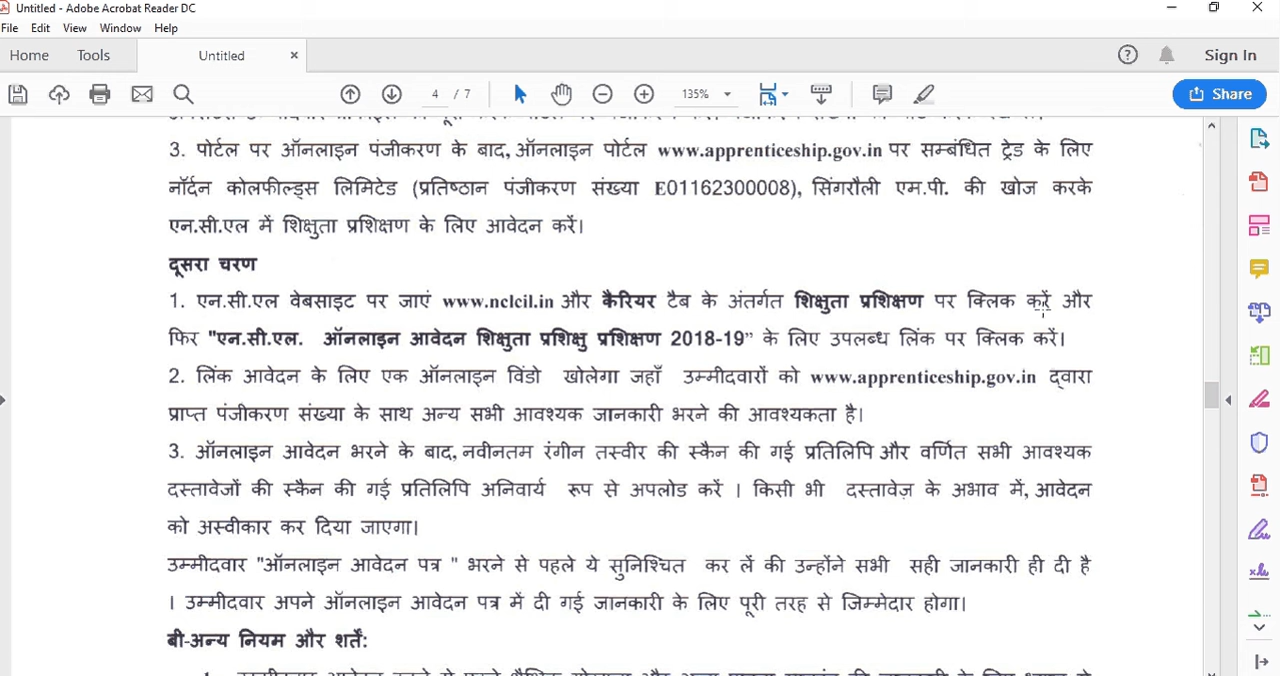 Untitled - Adobe Acrobat Reader DC
File Edit View Window Help
Home Tools Untitled × Sign In
4 / 7 135% Share
3. पोर्टल पर ऑनलाइन पंजीकरण के बाद, ऑनलाइन पोर्टल www.apprenticeship.gov.in पर सम्बंधित ट्रेड के लिए
नॉर्दन कोलफील्ड्स लिमिटेड (प्रतिष्ठान पंजीकरण संख्या E01162300008), सिंगरौली एम.पी. की खोज करके
एन.सी.एल में शिक्षुता प्रशिक्षण के लिए आवेदन करें।
दूसरा चरण
1. एन.सी.एल वेबसाइट पर जाएं www.nclcil.in और कैरियर टैब के अंतर्गत शिक्षुता प्रशिक्षण पर क्लिक करें और
फिर "एन.सी.एल. ऑनलाइन आवेदन शिक्षुता प्रशिक्षु प्रशिक्षण 2018-19” के लिए उपलब्ध लिंक पर क्लिक करें।
2. लिंक आवेदन के लिए एक ऑनलाइन विंडो खोलेगा जहाँ उम्मीदवारों को www.apprenticeship.gov.in द्वारा
प्राप्त पंजीकरण संख्या के साथ अन्य सभी आवश्यक जानकारी भरने की आवश्यकता है।
3. ऑनलाइन आवेदन भरने के बाद, नवीनतम रंगीन तस्वीर की स्कैन की गई प्रतिलिपि और वर्णित सभी आवश्यक
दस्तावेजों की स्कैन की गई प्रतिलिपि अनिवार्य रूप से अपलोड करें । किसी भी दस्तावेज़ के अभाव में, आवेदन
को अस्वीकार कर दिया जाएगा।
उम्मीदवार "ऑनलाइन आवेदन पत्र " भरने से पहले ये सुनिश्चित कर लें की उन्होंने सभी सही जानकारी ही दी है
। उम्मीदवार अपने ऑनलाइन आवेदन पत्र में दी गई जानकारी के लिए पूरी तरह से जिम्मेदार होगा।
बी-अन्य नियम और शर्तें: